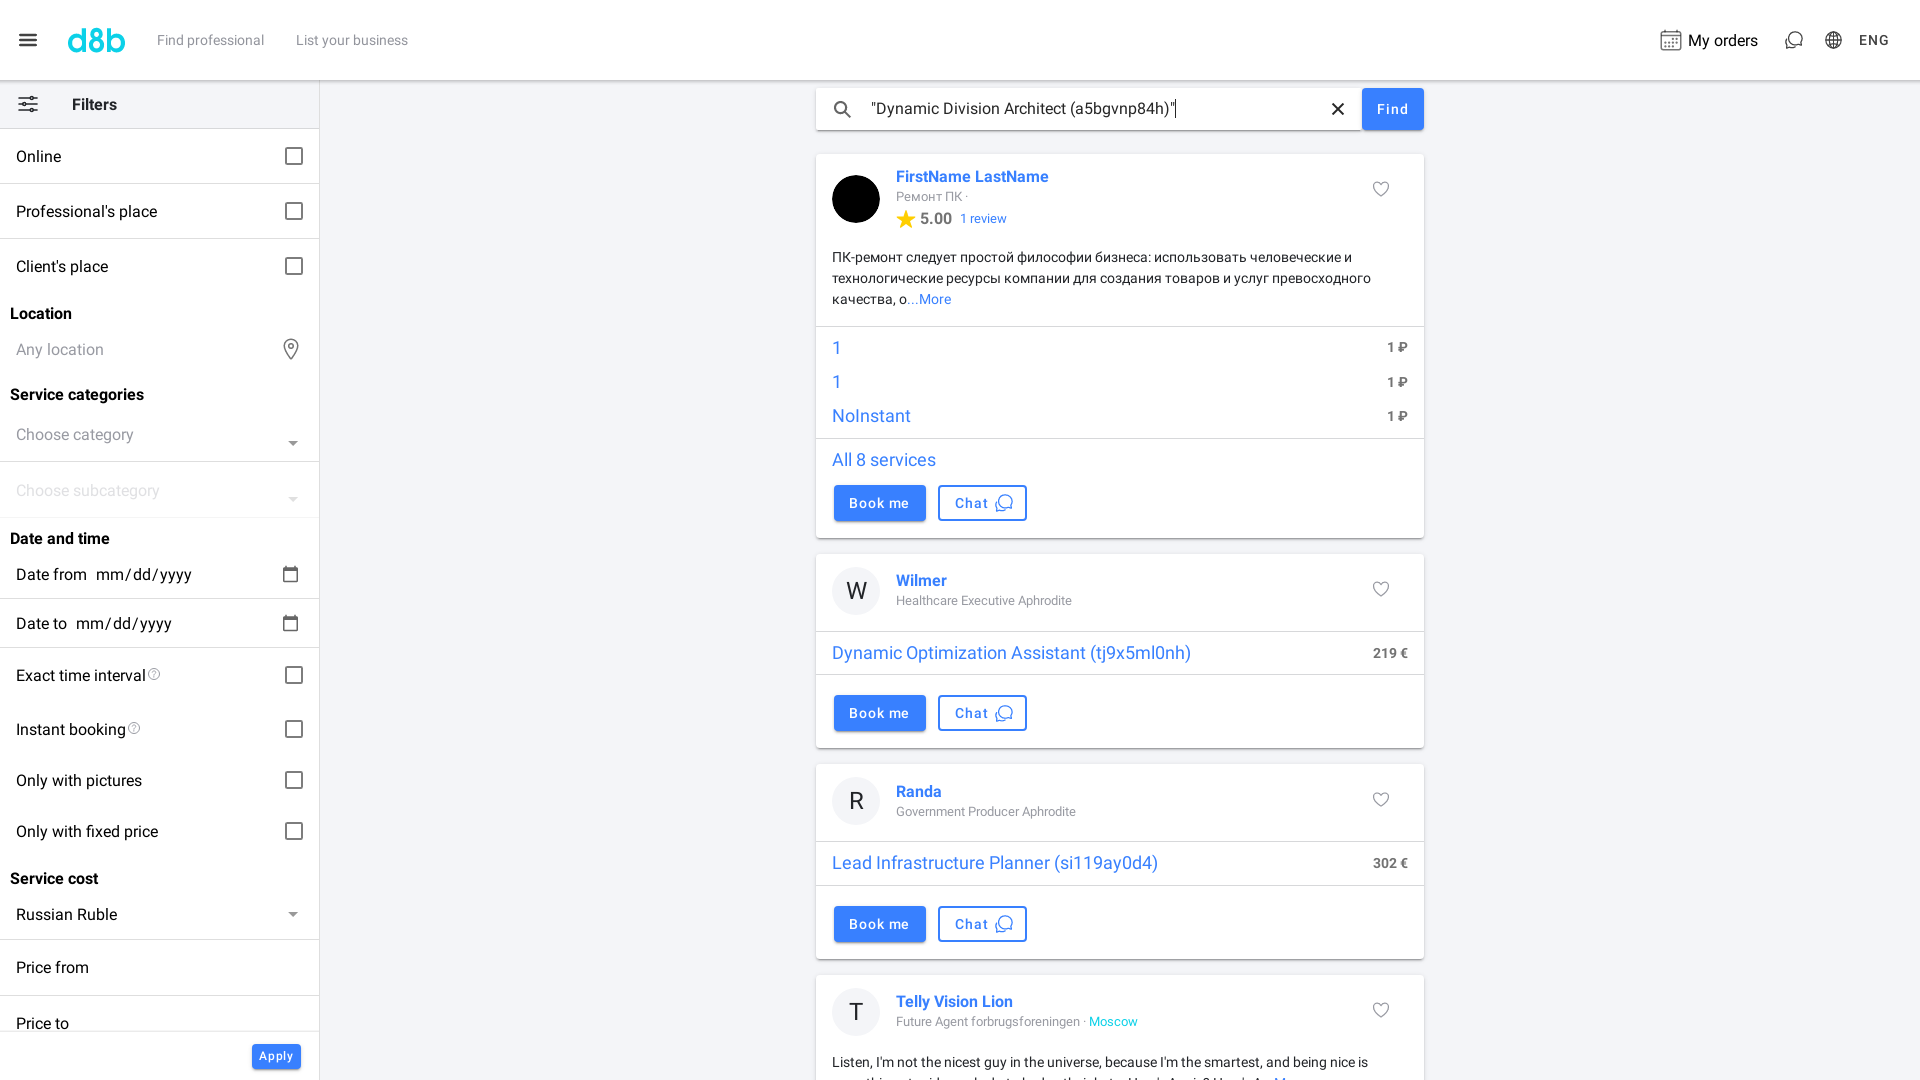 d8b
Find professional
List your business
My orders
ENG
Filters
Online
Professional's place
Client's place
Location
Any location
Service categories
Choose category
Choose subcategory
Date and time
Date from mm/dd/yyyy
Date to mm/dd/yyyy
Exact time interval
Instant booking
Only with pictures
Only with fixed price
Service cost
Russian Ruble
Price from
Price to
Apply
"Dynamic Division Architect (a5bgvnp84h)"
Find
FirstName LastName
Ремонт ПК ·
5.00 1 review
ПК-ремонт следует простой философии бизнеса: использовать человеческие и
технологические ресурсы компании для создания товаров и услуг превосходного
качества, о...More
1 1 ₽
1 1 ₽
NoInstant 1 ₽
All 8 services
Book me Chat
W
Wilmer
Healthcare Executive Aphrodite
Dynamic Optimization Assistant (tj9x5ml0nh) 219 €
Book me Chat
R
Randa
Government Producer Aphrodite
Lead Infrastructure Planner (si119ay0d4) 302 €
Book me Chat
T
Telly Vision Lion
Future Agent forbrugsforeningen · Moscow
Listen, I'm not the nicest guy in the universe, because I'm the smartest, and being nice is